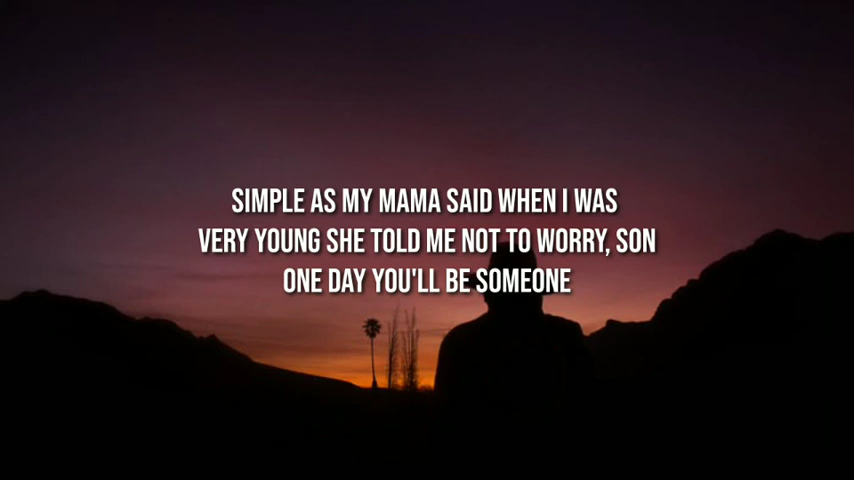 SIMPLE AS MY MAMA SAID WHEN I WAS
VERY YOUNG SHE TOLD ME NOT TO WORRY, SON
ONE DAY YOU'LL BE SOMEONE